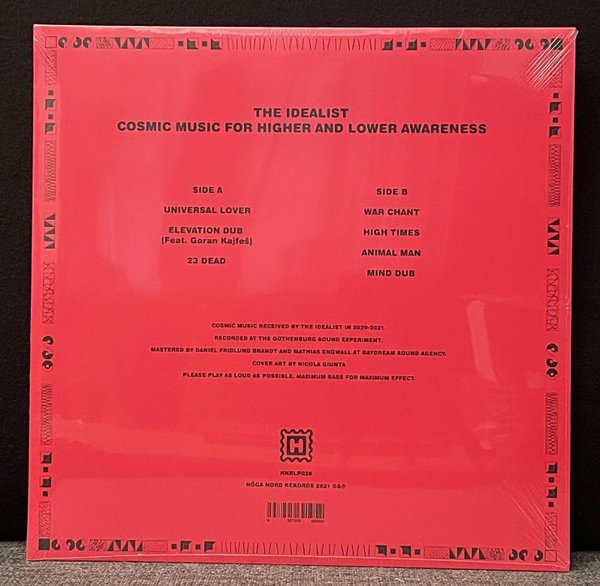 THE IDEALIST
COSMIC MUSIC FOR HIGHER AND LOWER AWARENESS
SIDE A
UNIVERSAL LOVER
ELEVATION DUB
(Feat. Goran Kajfeš)
23 DEAD
SIDE B
WAR CHANT
HIGH TIMES
ANIMAL MAN
MIND DUB
COSMIC MUSIC RECEIVED BY THE IDEALIST IN 2020-2021.
RECORDED AT THE GOTHENBURG SOUND EXPERIMENT.
MASTERED BY DANIEL FRIDLUND BRANDT AND MATHIAS ENGWALL AT DAYDREAM SOUND AGENCY.
COVER ART BY NICOLA GIUNTA
PLEASE PLAY AS LOUD AS POSSIBLE, MAXIMUM BASS FOR MAXIMUM EFFECT.
H
HNRLP026
HÖGA NORD REKORDS 2021 ©&℗